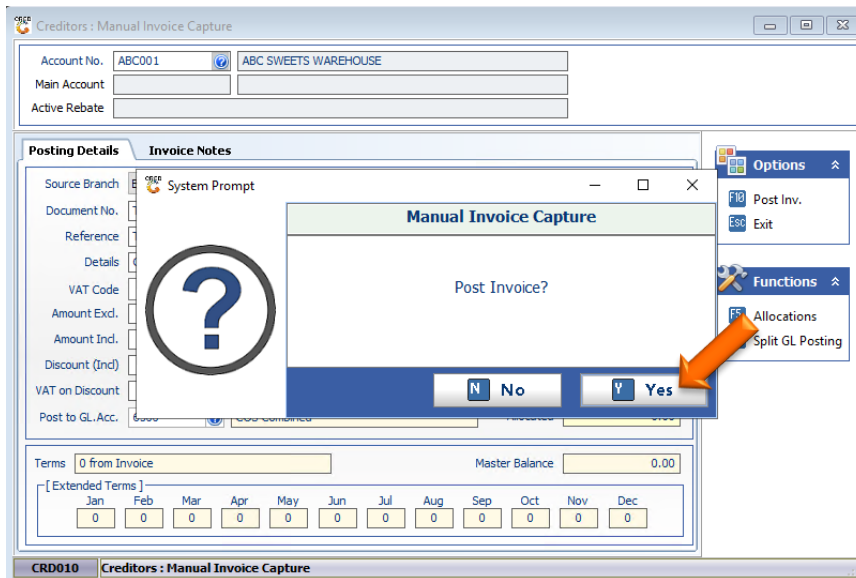 Creditors : Manual Invoice Capture
Account No. ABC001 ABC SWEETS WAREHOUSE
Main Account
Active Rebate
Posting Details Invoice Notes
Source Branch
Document No.
Reference
Details
VAT Code
Amount Excl.
Amount Incl.
Discount (Incl)
VAT on Discount
Post to GL.Acc.
System Prompt
Manual Invoice Capture
Post Invoice?
N No
Y Yes
Terms 0 from Invoice Master Balance 0.00
[ Extended Terms ]
Jan Feb Mar Apr May Jun Jul Aug Sep Oct Nov Dec
0 0 0 0 0 0 0 0 0 0 0 0
Options
F10 Post Inv.
Esc Exit
Functions
F5 Allocations
Split GL Posting
CRD010 Creditors : Manual Invoice Capture